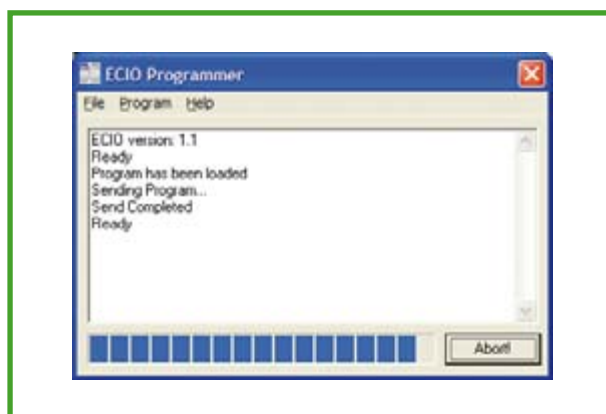 ECIO Programmer
File Program Help
ECIO version: 1.1
Ready
Program has been loaded
Sending Program...
Send Completed
Ready
Abort!